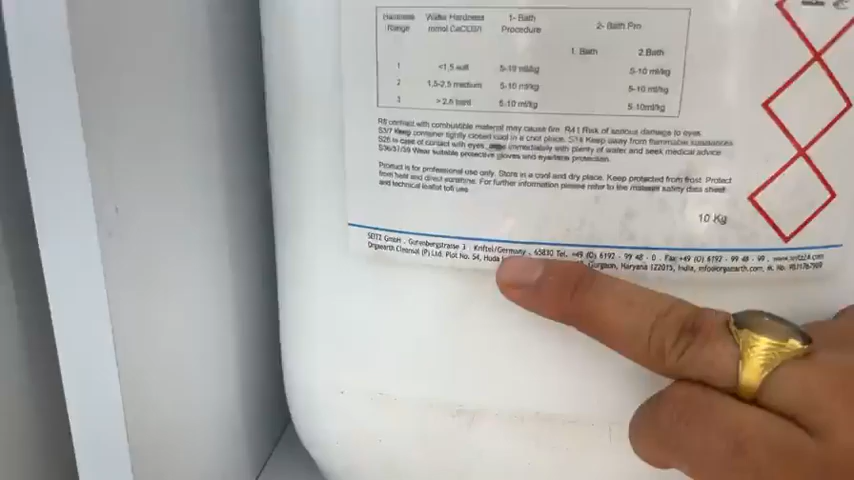 Hardness Water Hardness 1- Bath 2- Bath Pro
Range mmol CaCO3/l Procedure
1. Bath 2.Bath
1 <1,5 soft 5-10 ml/kg 5-10 ml/kg
2 1,5-2,5 medium 5-10 ml/kg 5-10 ml/kg
3 > 2,5 hard 5-10 ml/kg 5-10ml/kg
R8 contact with combustible material may cause fire. R41 Risk of serious damage to eyes.
S3/7 Keep container tightly closed cool in a cool place. S14 Keep away from flammable substances
S26 in case of contact with eyes, immediately with plenty of water and seek medical advice
S36/37/39 Wear suitable protective gloves and eye/face protection.
Product is for professional use only. Store in a cool and dry place. Keep protected from frost. Protect
from heat and direct sunshine. For further information please refer to the material safety data sheet
and technical leaflet
10 Kg
SEITZ GmbH . Gutenbergstrasse 3 . Kriftel/Germany . 65830 Tel. +49 (0) 6192 - 99 48 - 0 . Fax +49 (0) 6192 - 99 48 - 99 . www.seitz24.com
Orgearth Cleansol (P) Ltd. Plot No. 54, Huda Gurgaon, Haryana 122015, India, info@orgearth.com,